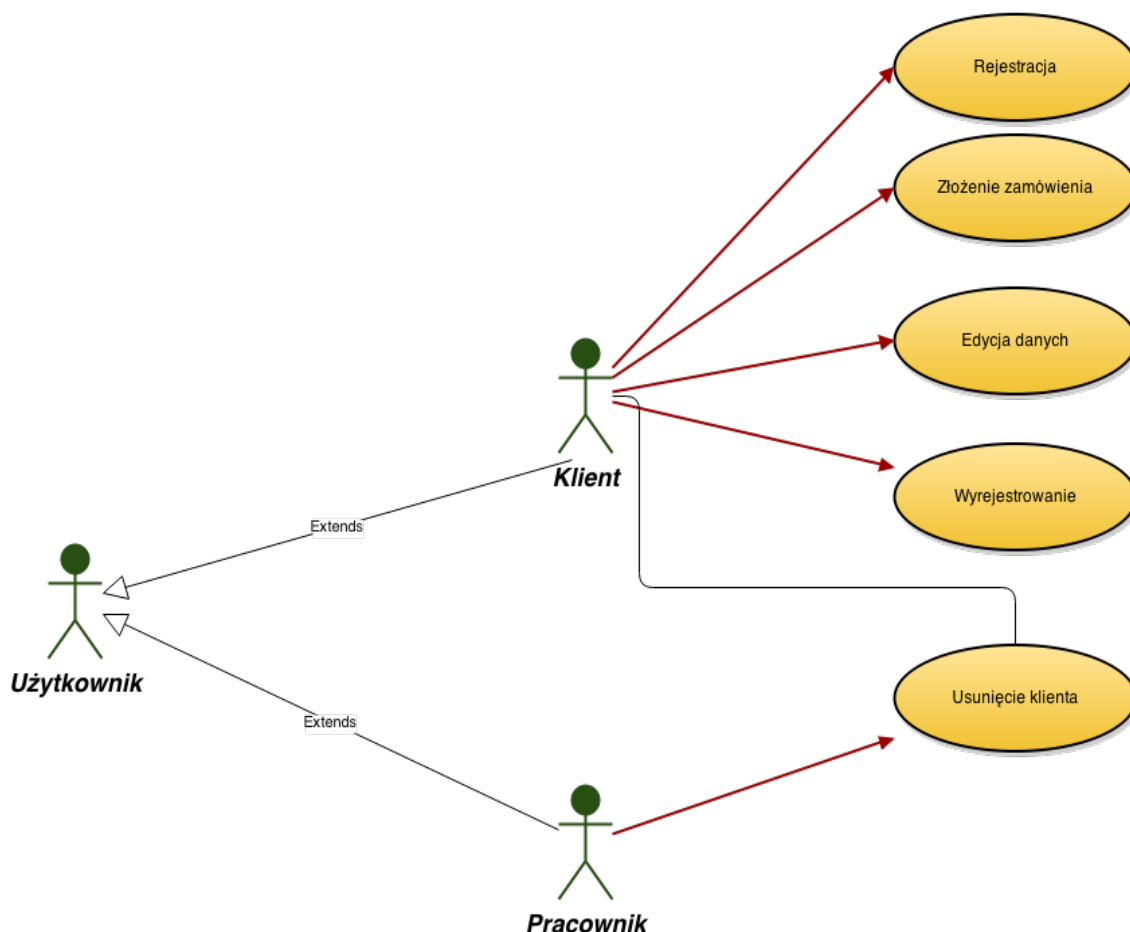 Rejestracja
Złożenie zamówienia
Edycja danych
Klient
Wyrejestrowanie
Extends
Użytkownik
Usunięcie klienta
Extends
Pracownik